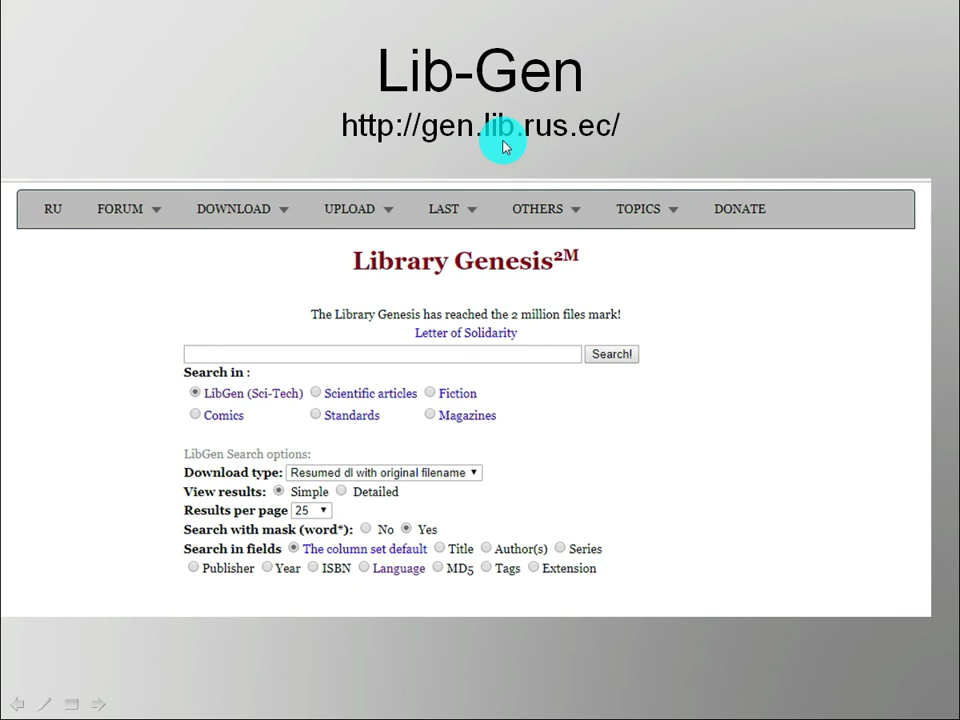 Lib-Gen
http://gen.lib.rus.ec/
RU FORUM DOWNLOAD UPLOAD LAST OTHERS TOPICS DONATE
Library Genesis2M
The Library Genesis has reached the 2 million files mark!
Letter of Solidarity
Search!
Search in :
LibGen (Sci-Tech) Scientific articles Fiction
Comics Standards Magazines
LibGen Search options:
Download type: Resumed dl with original filename
View results: Simple Detailed
Results per page 25
Search with mask (word*): No Yes
Search in fields The column set default Title Author(s) Series
Publisher Year ISBN Language MD5 Tags Extension